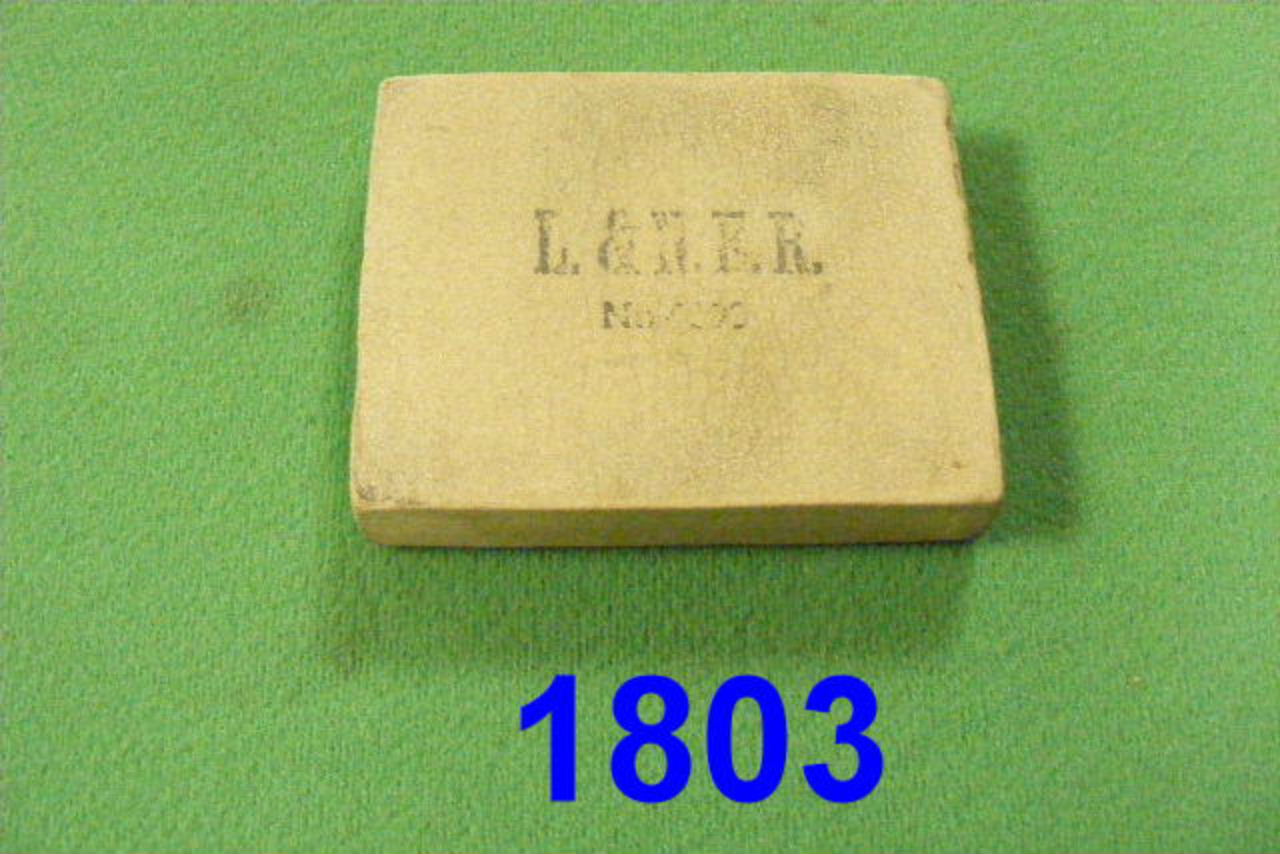 L. & N. E. R.
No
1803